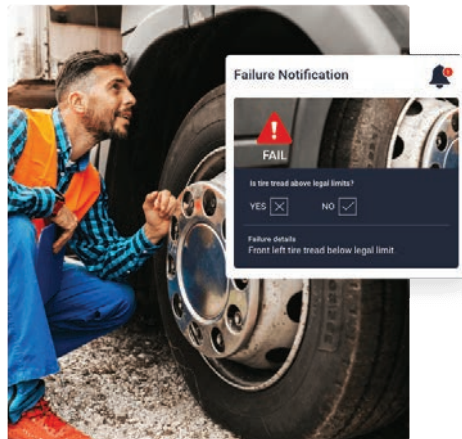 Failure Notification
FAIL
Is tire tread above legal limits?
YES NO
Failure details
Front left tire tread below legal limit